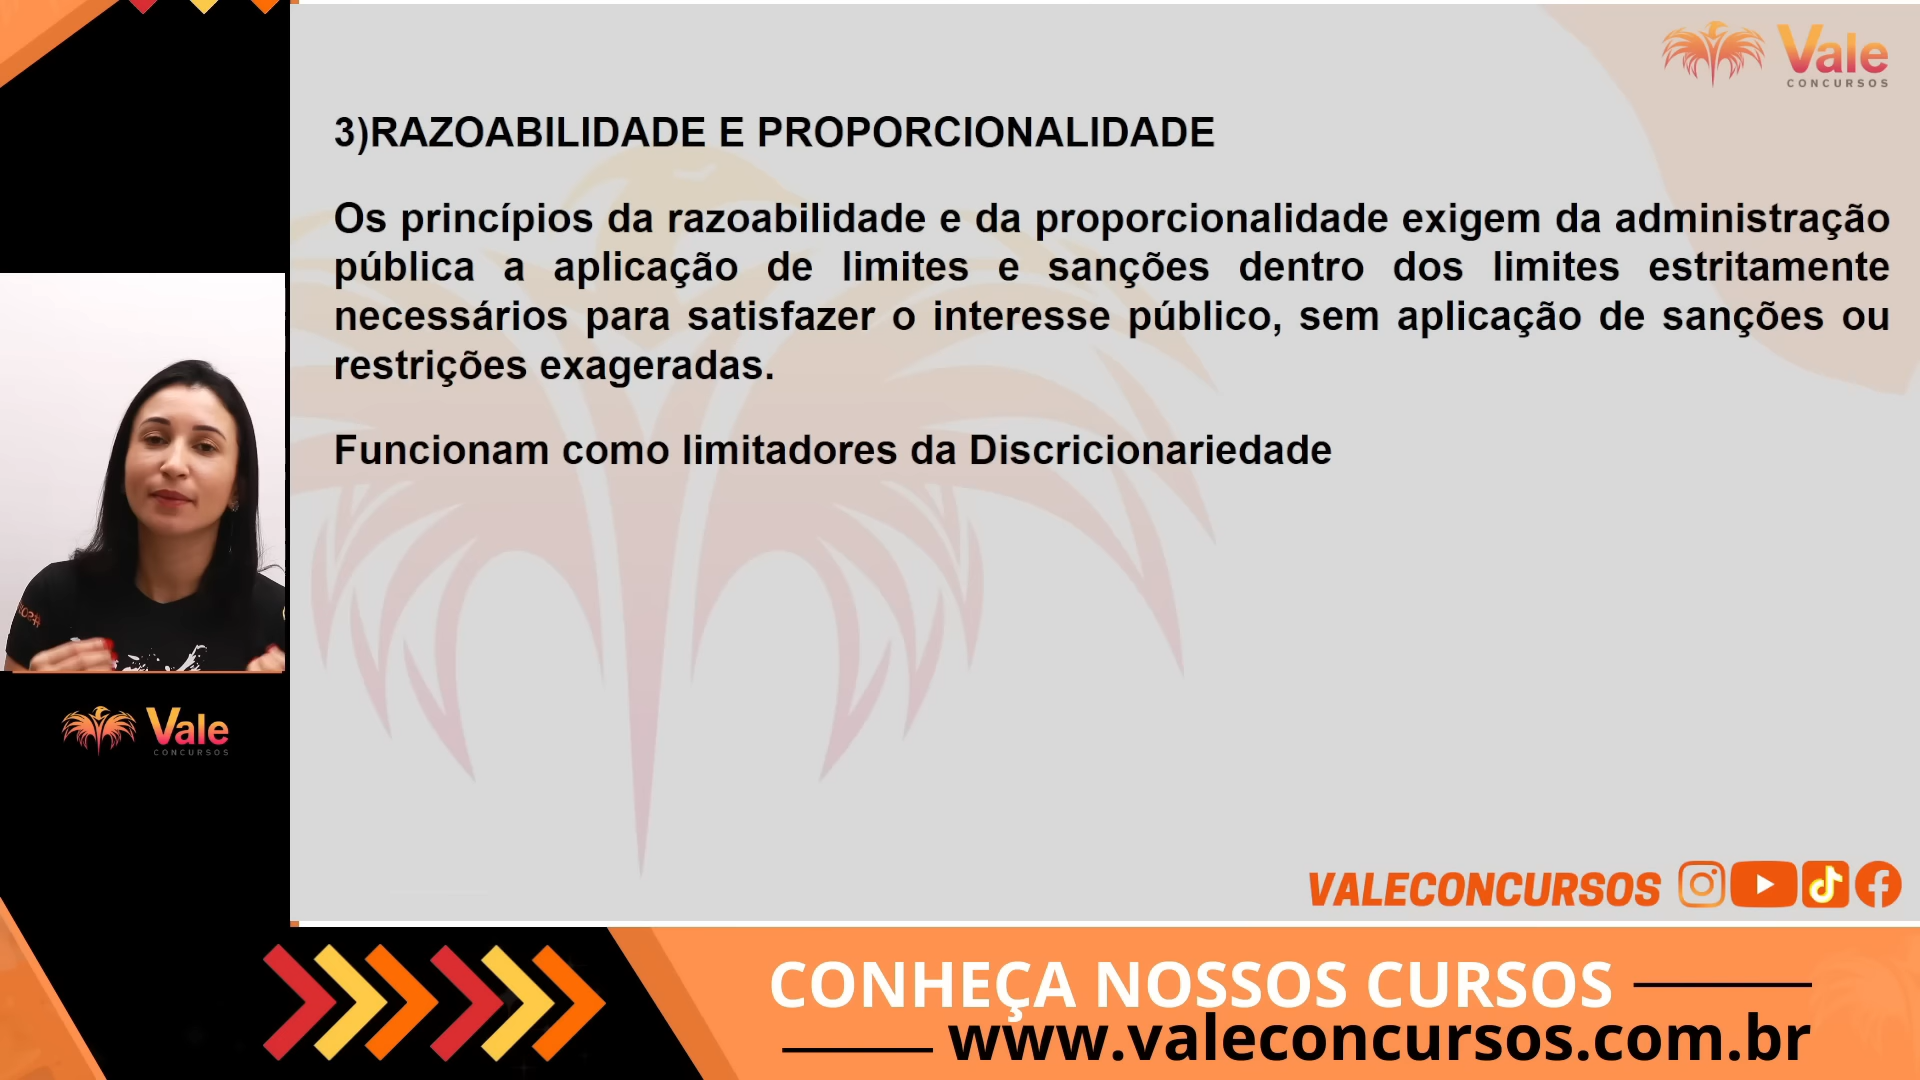 Vale
CONCURSOS
3)RAZOABILIDADE E PROPORCIONALIDADE
Os princípios da razoabilidade e da proporcionalidade exigem da administração
pública a aplicação de limites e sanções dentro dos limites estritamente
necessários para satisfazer o interesse público, sem aplicação de sanções ou
restrições exageradas.
Funcionam como limitadores da Discricionariedade
Vale
CONCURSOS
VALECONCURSOS
CONHEÇA NOSSOS CURSOS
www.valeconcursos.com.br